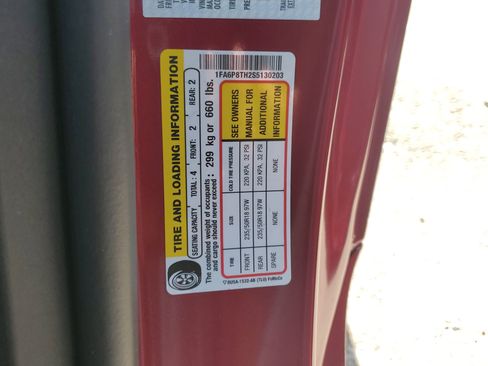 1FA6P8TH2S5130203
TIRE AND LOADING INFORMATION
SEATING CAPACITY TOTAL: 4 FRONT: 2 REAR: 2
The combined weight of occupants and cargo should never exceed : 299 kg or 660 lbs.
TIRE SIZE COLD TIRE PRESSURE
FRONT 235/50R18 97W 220 KPA, 32 PSI
REAR 235/50R18 97W 220 KPA, 32 PSI
SPARE NONE NONE
SEE OWNERS
MANUAL FOR
ADDITIONAL
INFORMATION